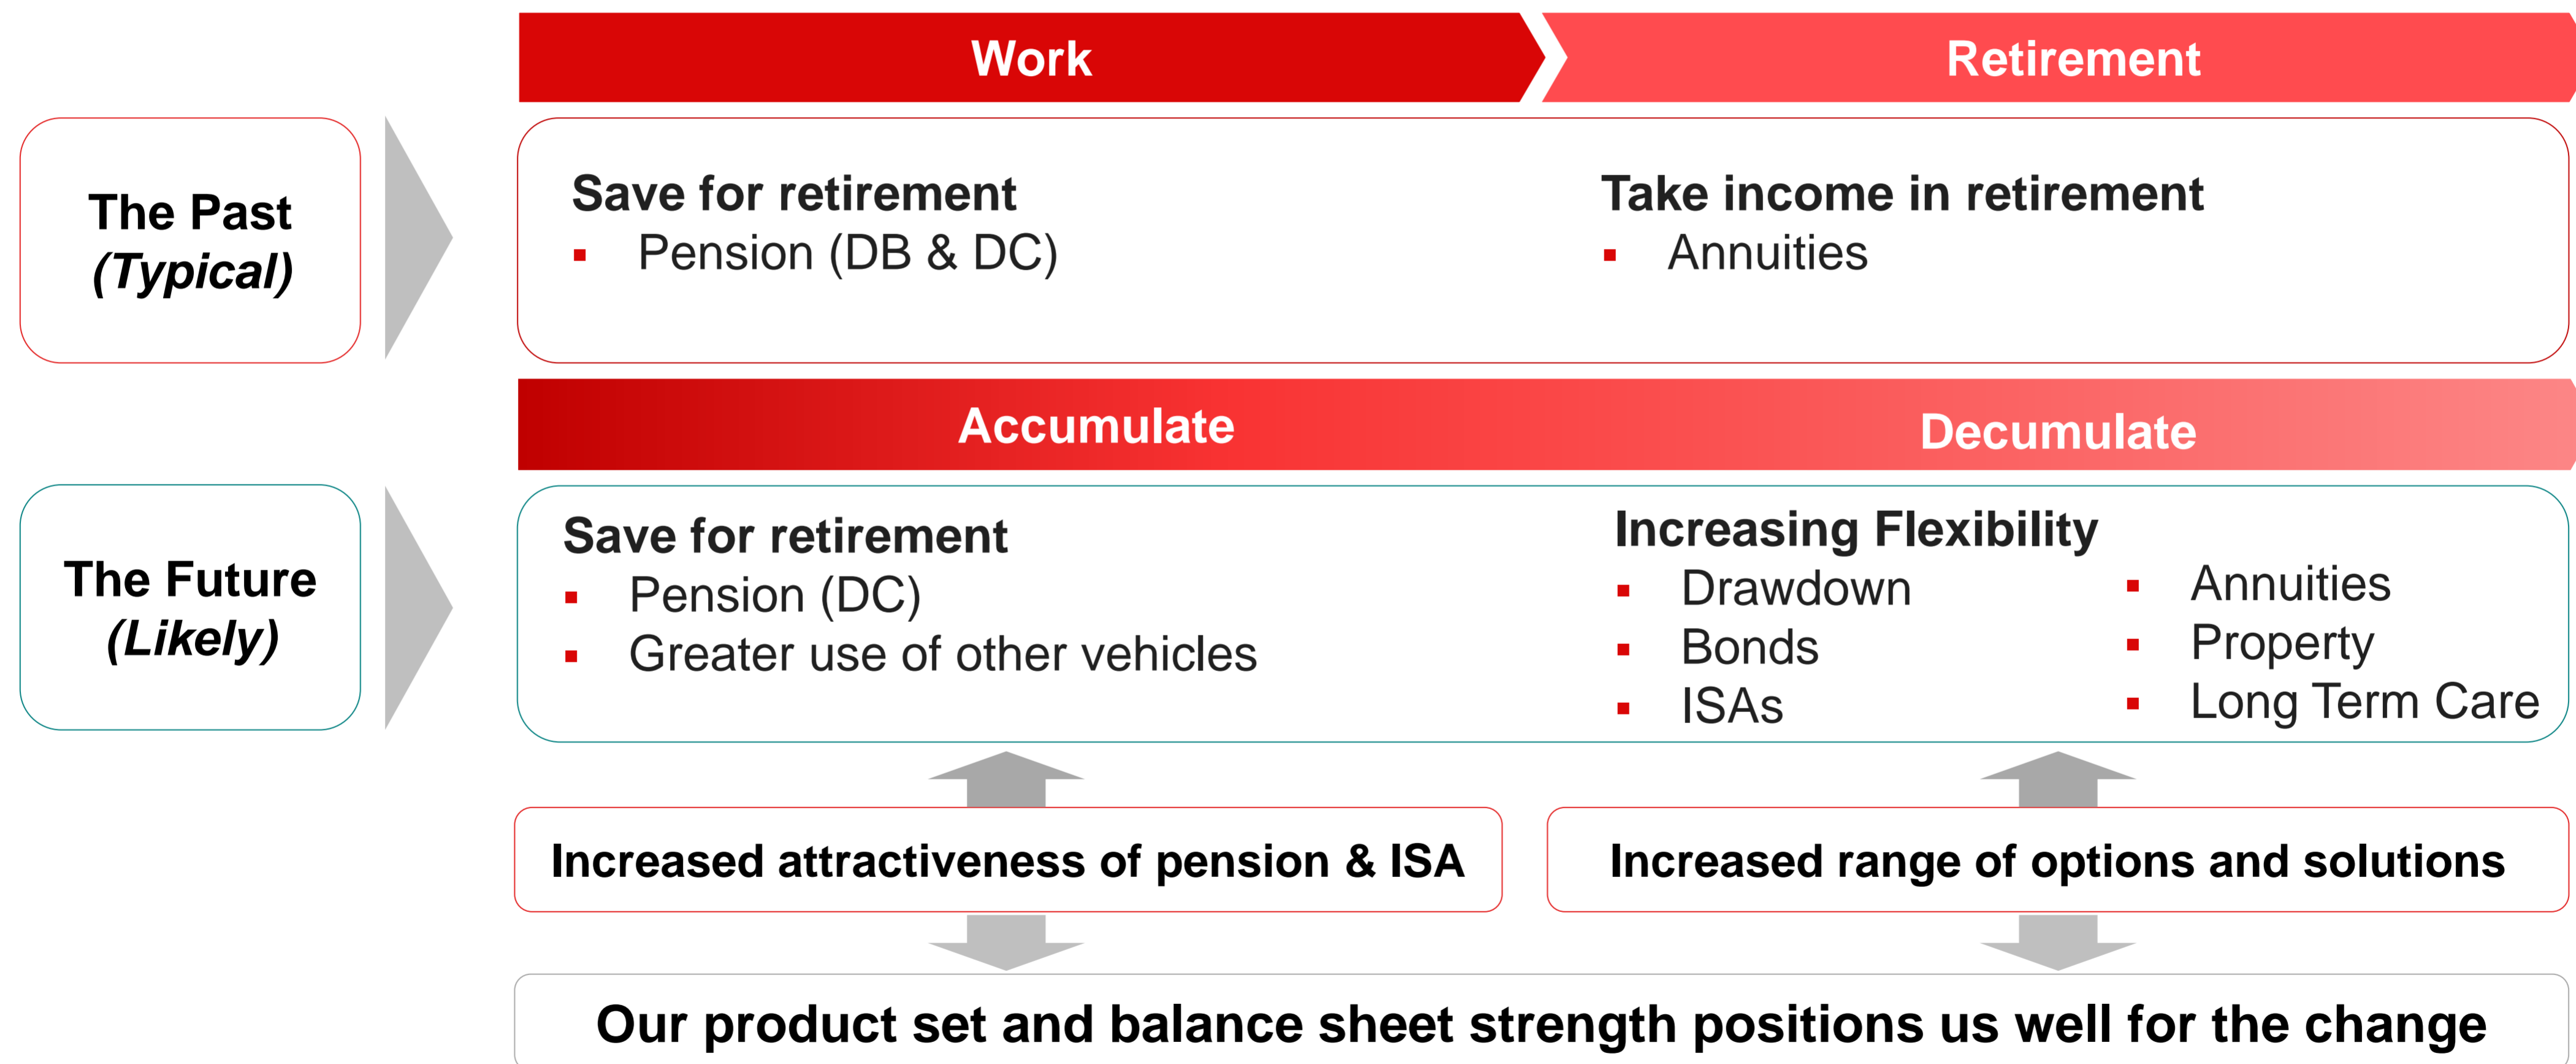 Work
Retirement
The Past
(Typical)
Save for retirement
▪ Pension (DB & DC)
Take income in retirement
▪ Annuities
Accumulate
Decumulate
The Future
(Likely)
Save for retirement
▪ Pension (DC)
▪ Greater use of other vehicles
Increasing Flexibility
▪ Drawdown
▪ Bonds
▪ ISAs
▪ Annuities
▪ Property
▪ Long Term Care
Increased attractiveness of pension & ISA
Increased range of options and solutions
Our product set and balance sheet strength positions us well for the change